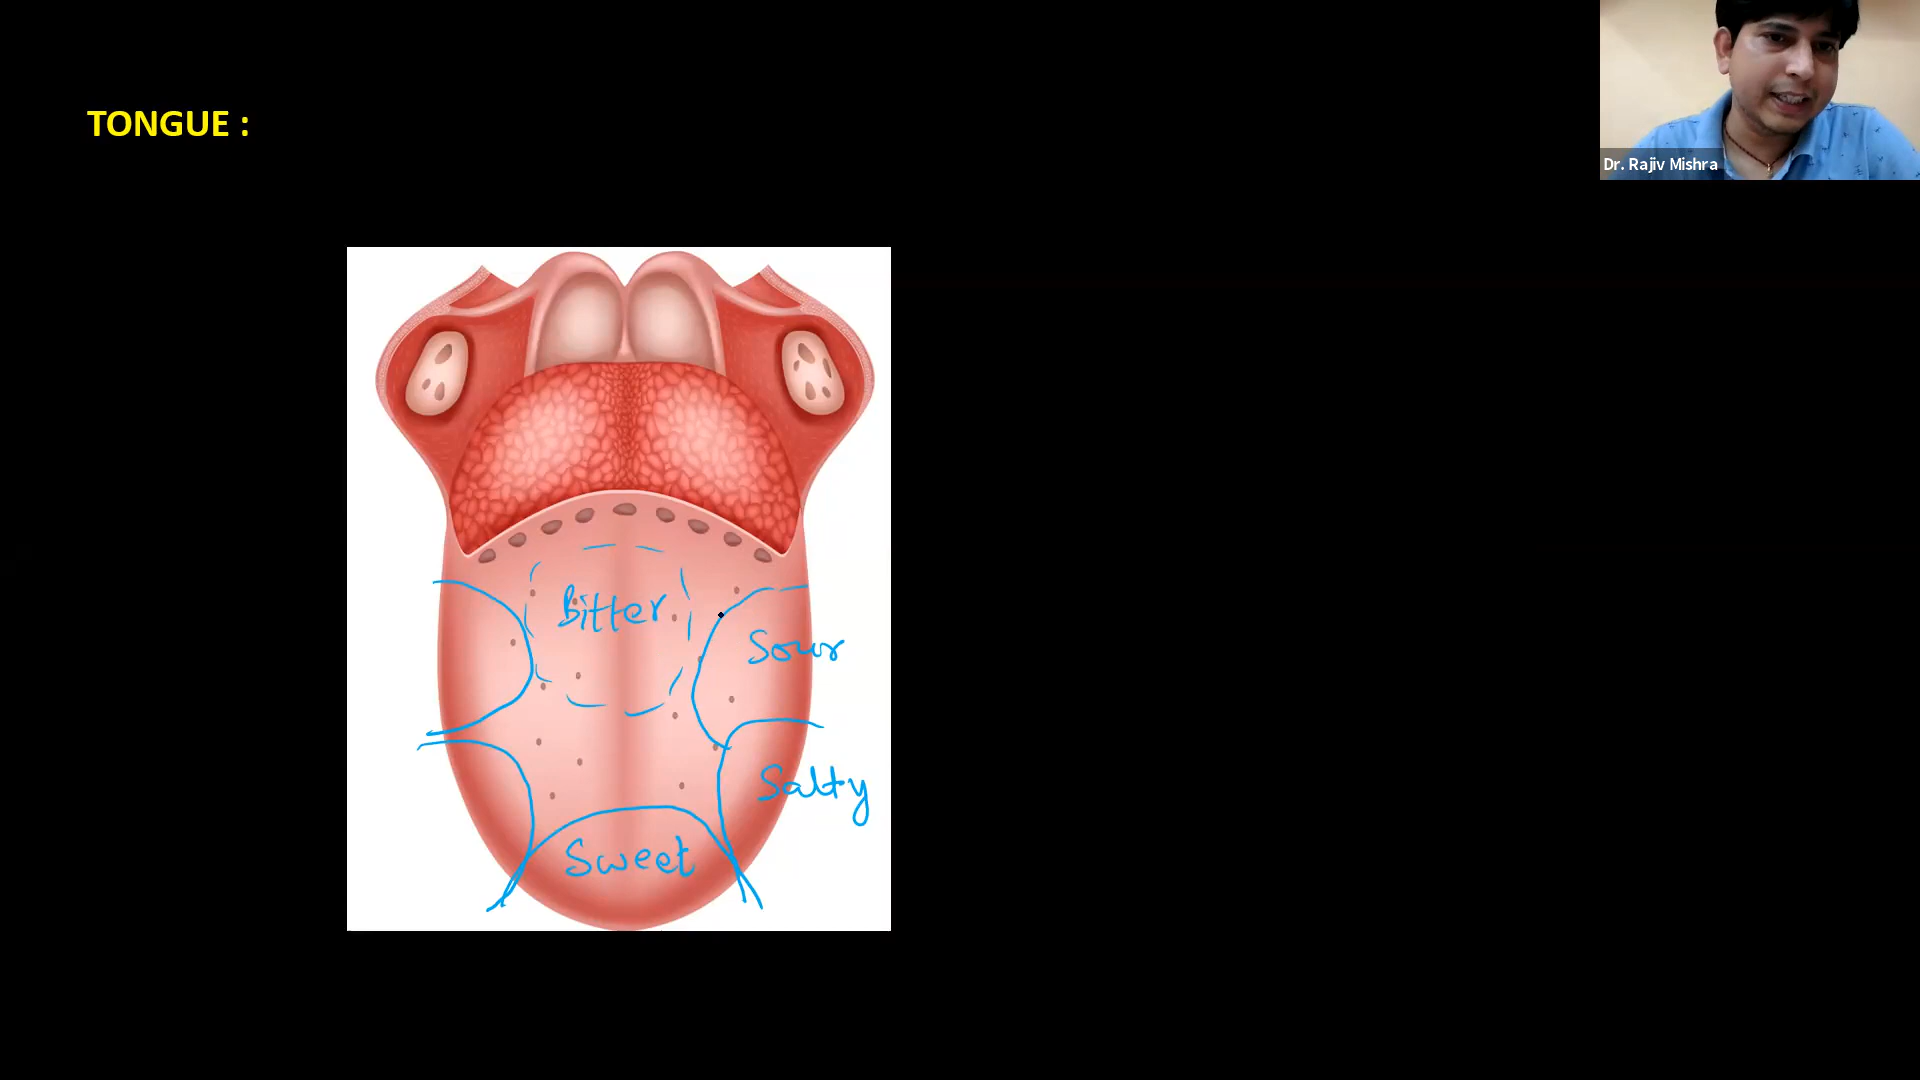 TONGUE :
Dr. Rajiv Mishra
Bitter
Sour
Salty
Sweet